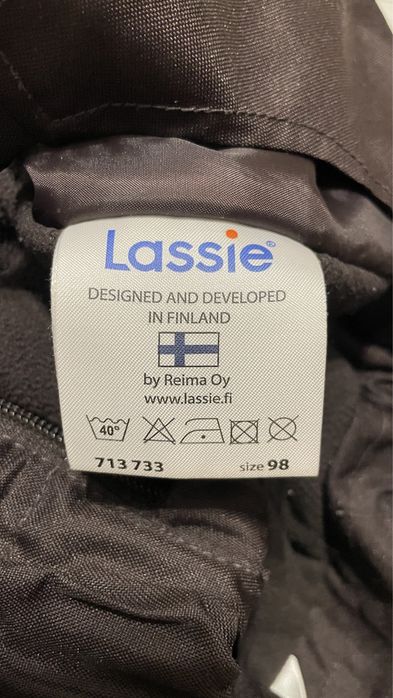 Lassie®
DESIGNED AND DEVELOPED
IN FINLAND
by Reima Oy
www.lassie.fi
40°
713 733 size 98